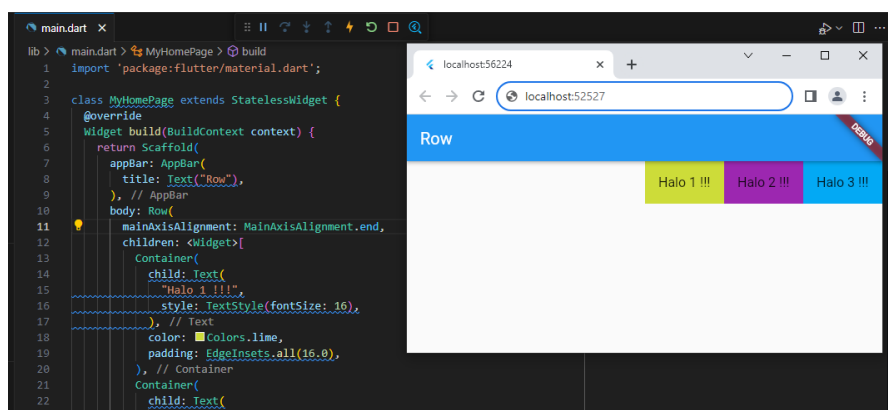 main.dart
lib > main.dart > MyHomePage > build
1 import 'package:flutter/material.dart';
2
3 class MyHomePage extends StatelessWidget {
4 @override
5 Widget build(BuildContext context) {
6 return Scaffold(
7 appBar: AppBar(
8 title: Text("Row"),
9 ), // AppBar
10 body: Row(
11 mainAxisAlignment: MainAxisAlignment.end,
12 children: <Widget>[
13 Container(
14 child: Text(
15 "Halo 1 !!!",
16 style: TextStyle(fontSize: 16),
17 ), // Text
18 color: Colors.lime,
19 padding: EdgeInsets.all(16.0),
20 ), // Container
21 Container(
22 child: Text(
localhost:56224
localhost:52527
Row
DEBUG
Halo 1 !!! Halo 2 !!! Halo 3 !!!